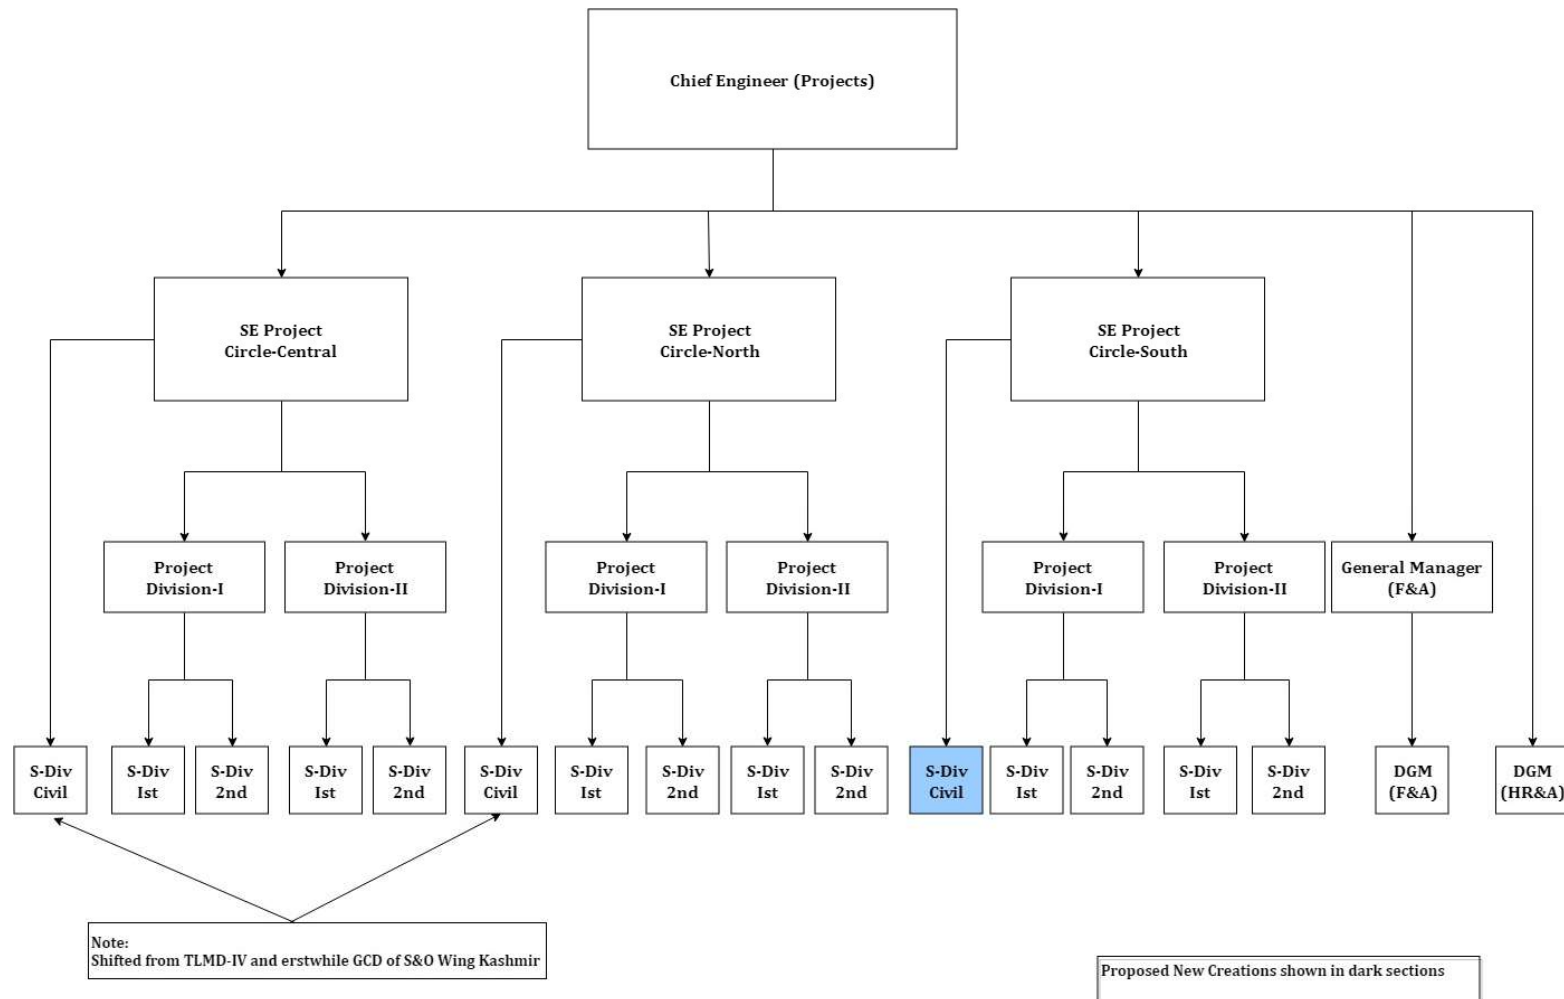 Chief Engineer (Projects)
SE Project
Circle-Central
SE Project
Circle-North
SE Project
Circle-South
Project
Division-I
Project
Division-II
Project
Division-I
Project
Division-II
Project
Division-I
Project
Division-II
General Manager
(F&A)
S-Div
Civil
S-Div
Ist
S-Div
2nd
S-Div
Ist
S-Div
2nd
S-Div
Civil
S-Div
Ist
S-Div
2nd
S-Div
Ist
S-Div
2nd
S-Div
Civil
S-Div
Ist
S-Div
2nd
S-Div
Ist
S-Div
2nd
DGM
(F&A)
DGM
(HR&A)
Note:
Shifted from TLMD-IV and erstwhile GCD of S&O Wing Kashmir
Proposed New Creations shown in dark sections